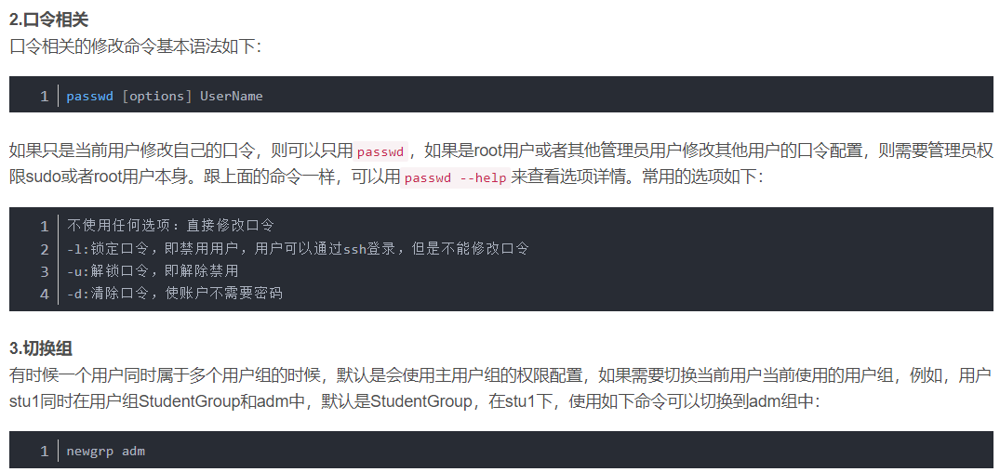 2.口令相关
口令相关的修改命令基本语法如下：
1 passwd [options] UserName
如果只是当前用户修改自己的口令，则可以只用 passwd ，如果是root用户或者其他管理员用户修改其他用户的口令配置，则需要管理员权
限sudo或者root用户本身。跟上面的命令一样，可以用 passwd --help 来查看选项详情。常用的选项如下：
1 不使用任何选项：直接修改口令
2 -l:锁定口令，即禁用用户，用户可以通过ssh登录，但是不能修改口令
3 -u:解锁口令，即解除禁用
4 -d:清除口令，使账户不需要密码
3.切换组
有时候一个用户同时属于多个用户组的时候，默认是会使用主用户组的权限配置，如果需要切换当前用户当前使用的用户组，例如，用户
stu1同时在用户组StudentGroup和adm中，默认是StudentGroup，在stu1下，使用如下命令可以切换到adm组中：
1 newgrp adm